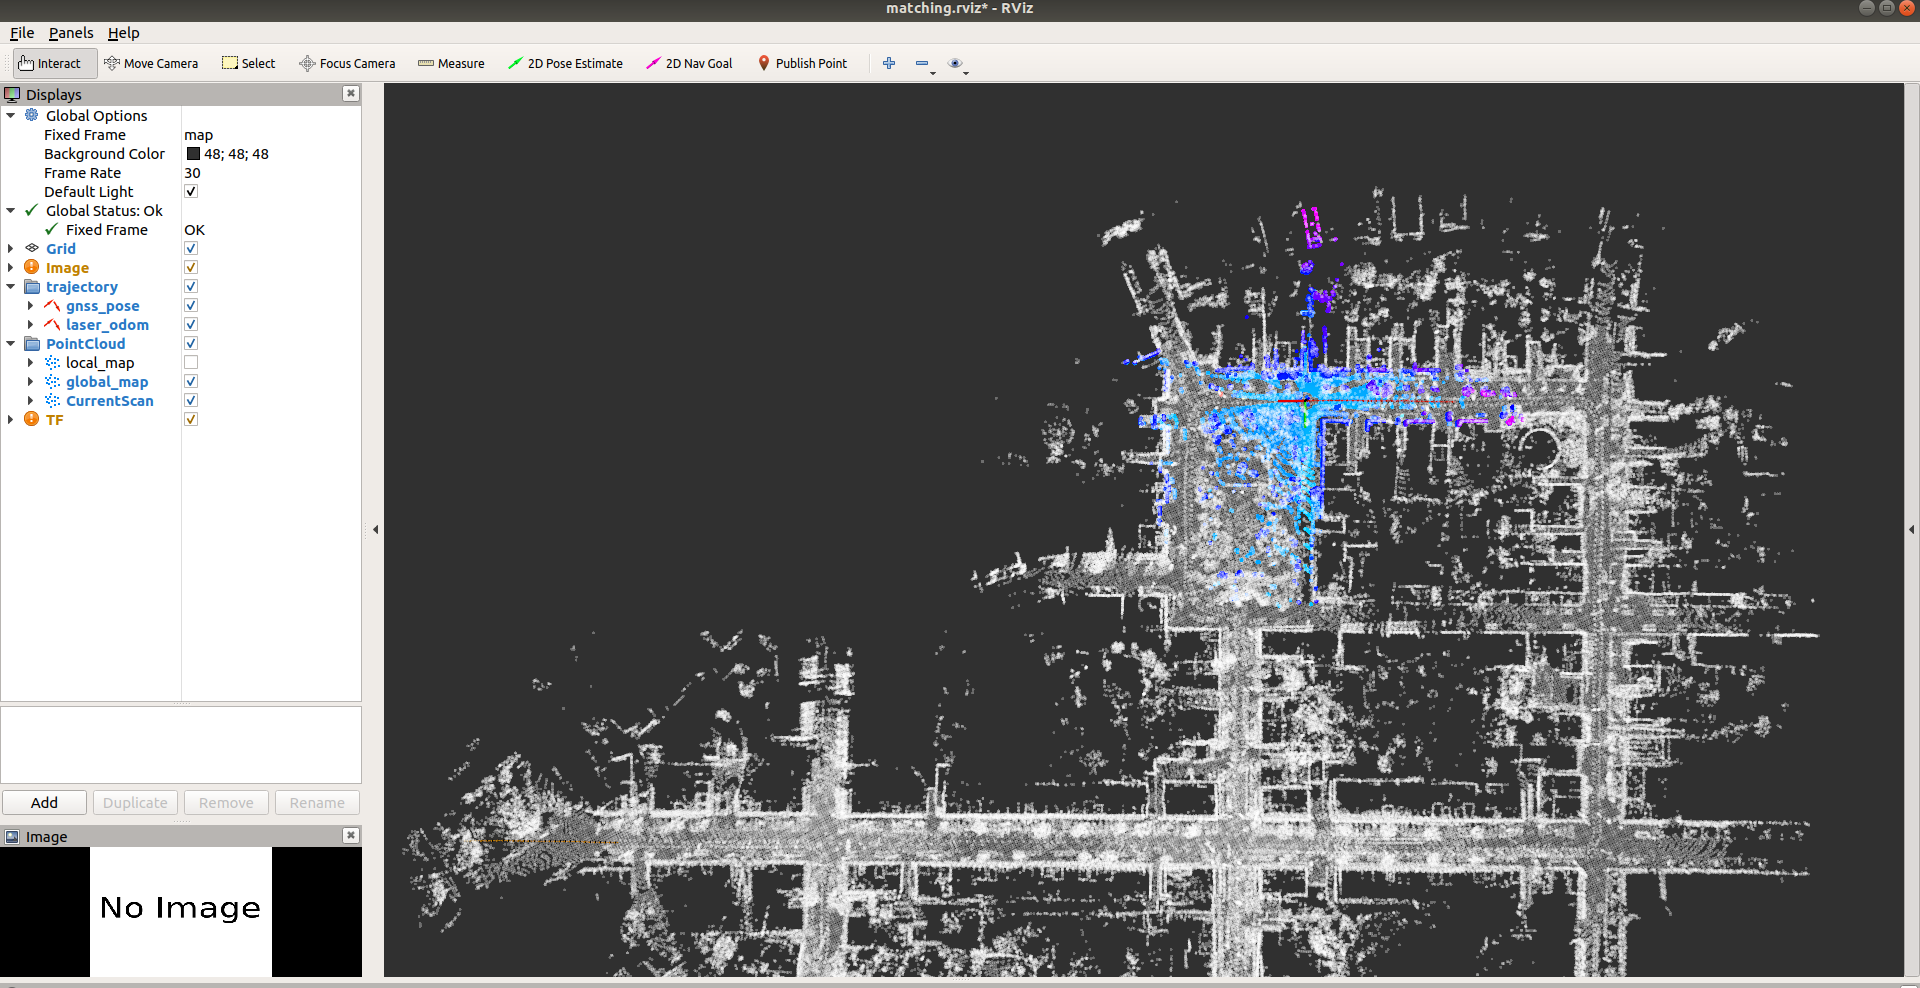 matching.rviz* - RViz
File Panels Help
Interact Move Camera Select Focus Camera Measure 2D Pose Estimate 2D Nav Goal Publish Point
Displays
Global Options
Fixed Frame map
Background Color 48; 48; 48
Frame Rate 30
Default Light
Global Status: Ok
Fixed Frame OK
Grid
Image
trajectory
gnss_pose
laser_odom
PointCloud
local_map
global_map
CurrentScan
TF
Add Duplicate Remove Rename
Image
No Image